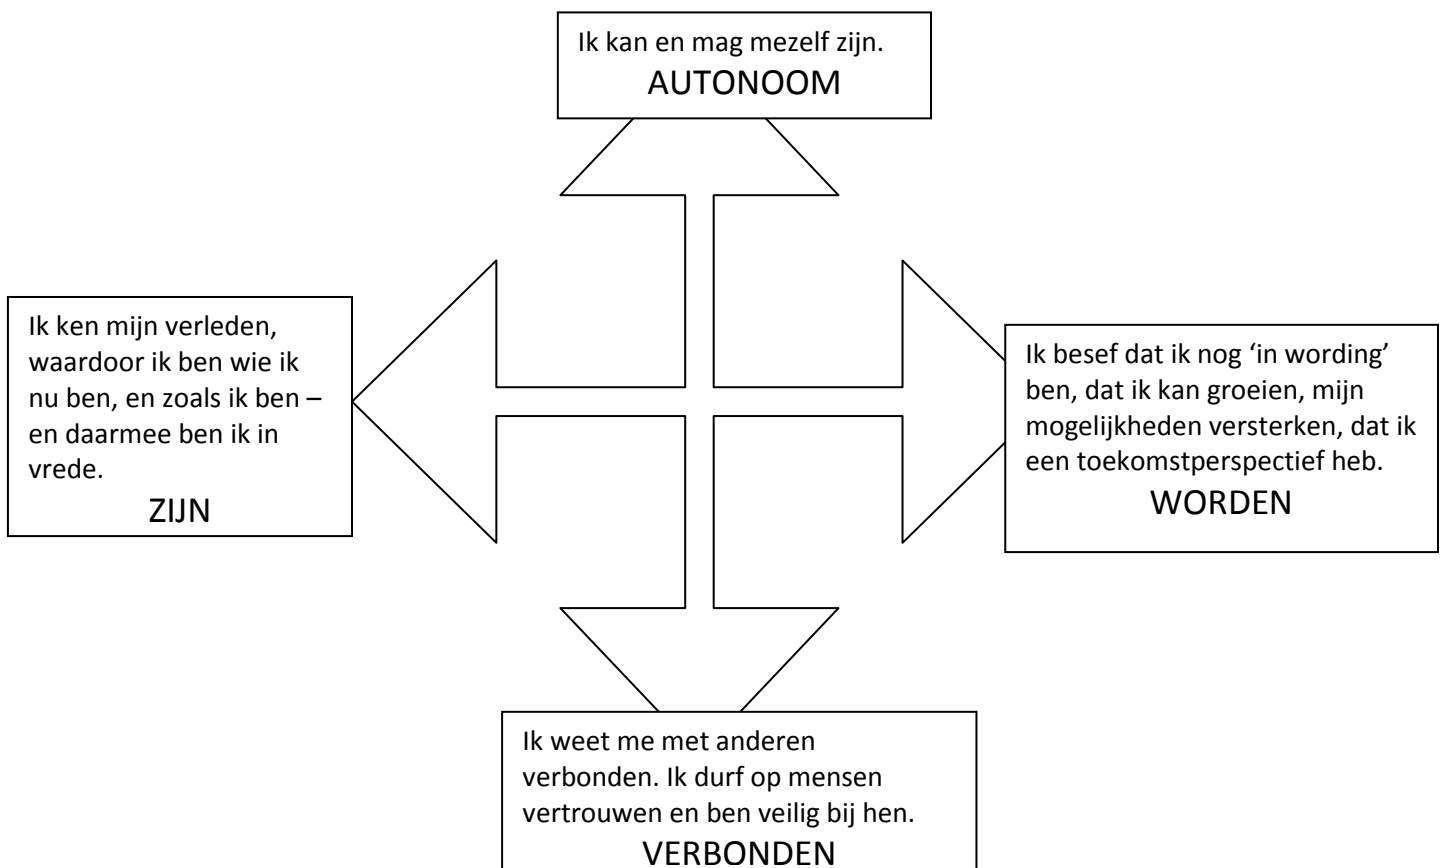 Ik kan en mag mezelf zijn.
AUTONOOM
Ik ken mijn verleden,
waardoor ik ben wie ik
nu ben, en zoals ik ben –
en daarmee ben ik in
vrede.
ZIJN
Ik besef dat ik nog ‘in wording’
ben, dat ik kan groeien, mijn
mogelijkheden versterken, dat ik
een toekomstperspectief heb.
WORDEN
Ik weet me met anderen
verbonden. Ik durf op mensen
vertrouwen en ben veilig bij hen.
VERBONDEN